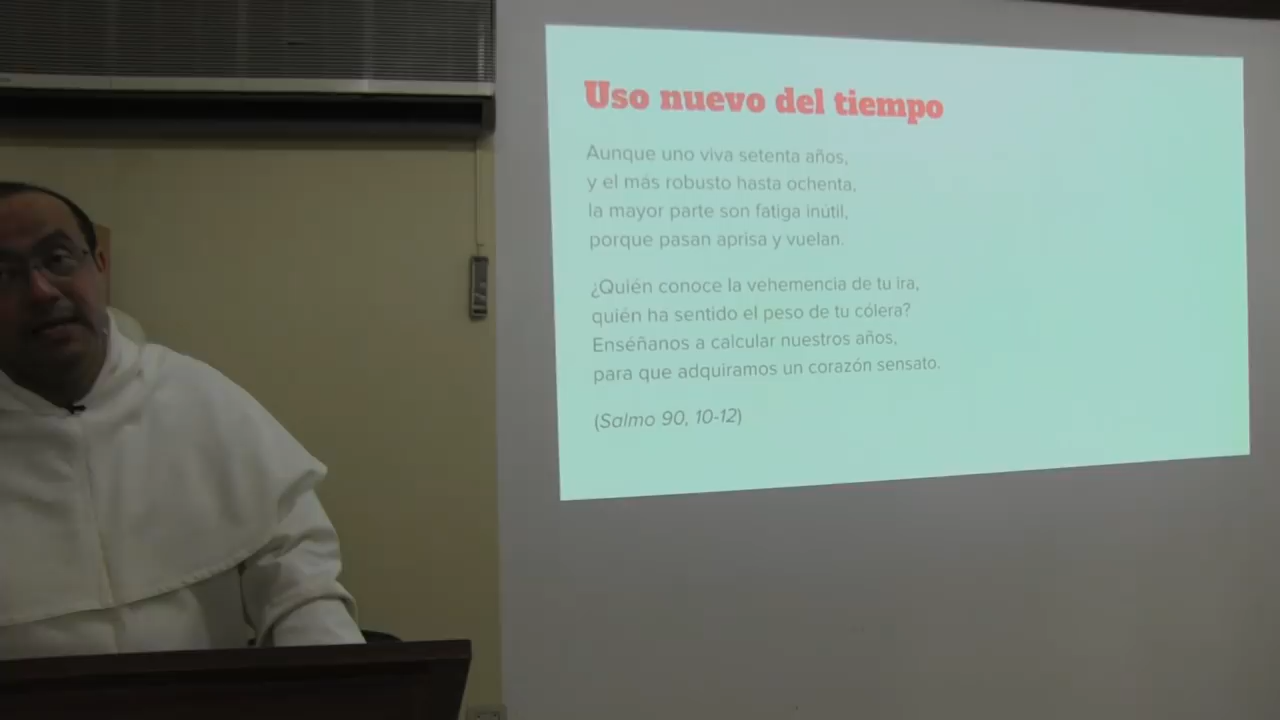 Uso nuevo del tiempo
Aunque uno viva setenta años,
y el más robusto hasta ochenta,
la mayor parte son fatiga inútil,
porque pasan aprisa y vuelan.
¿Quién conoce la vehemencia de tu ira,
quién ha sentido el peso de tu cólera?
Enséñanos a calcular nuestros años,
para que adquiramos un corazón sensato.
(Salmo 90, 10-12)